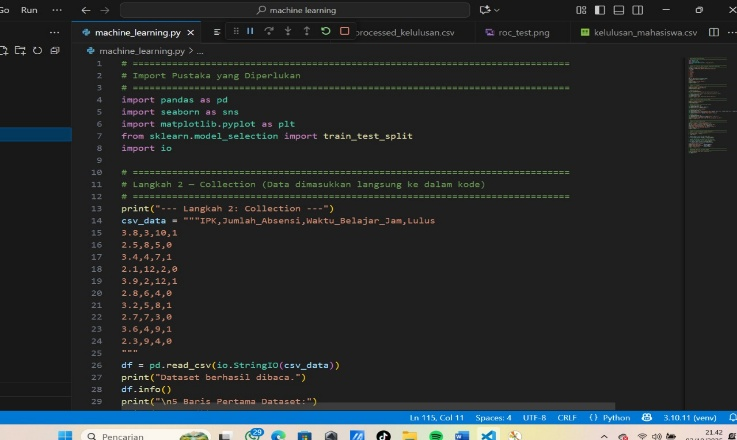 Go Run ··· machine learning
machine_learning.py processed_kelulusan.csv roc_test.png kelulusan_mahasiswa.csv
machine_learning.py > ...
1 # ==============================================================================
2 # Import Pustaka yang Diperlukan
3 # ==============================================================================
4 import pandas as pd
5 import seaborn as sns
6 import matplotlib.pyplot as plt
7 from sklearn.model_selection import train_test_split
8 import io
9
10 # ==============================================================================
11 # Langkah 2 — Collection (Data dimasukkan langsung ke dalam kode)
12 # ==============================================================================
13 print("--- Langkah 2: Collection ---")
14 csv_data = """IPK,Jumlah_Absensi,Waktu_Belajar_Jam,Lulus
15 3.8,3,10,1
16 2.5,8,5,0
17 3.4,4,7,1
18 2.1,12,2,0
19 3.9,2,12,1
20 2.8,6,4,0
21 3.2,5,8,1
22 2.7,7,3,0
23 3.6,4,9,1
24 2.3,9,4,0
25 """
26 df = pd.read_csv(io.StringIO(csv_data))
27 print("Dataset berhasil dibaca.")
28 df.info()
29 print("\n5 Baris Pertama Dataset:")
Ln 115, Col 11 Spaces: 4 UTF-8 CRLF {} Python 3.10.11 (venv)
Pencarian 29 21.42